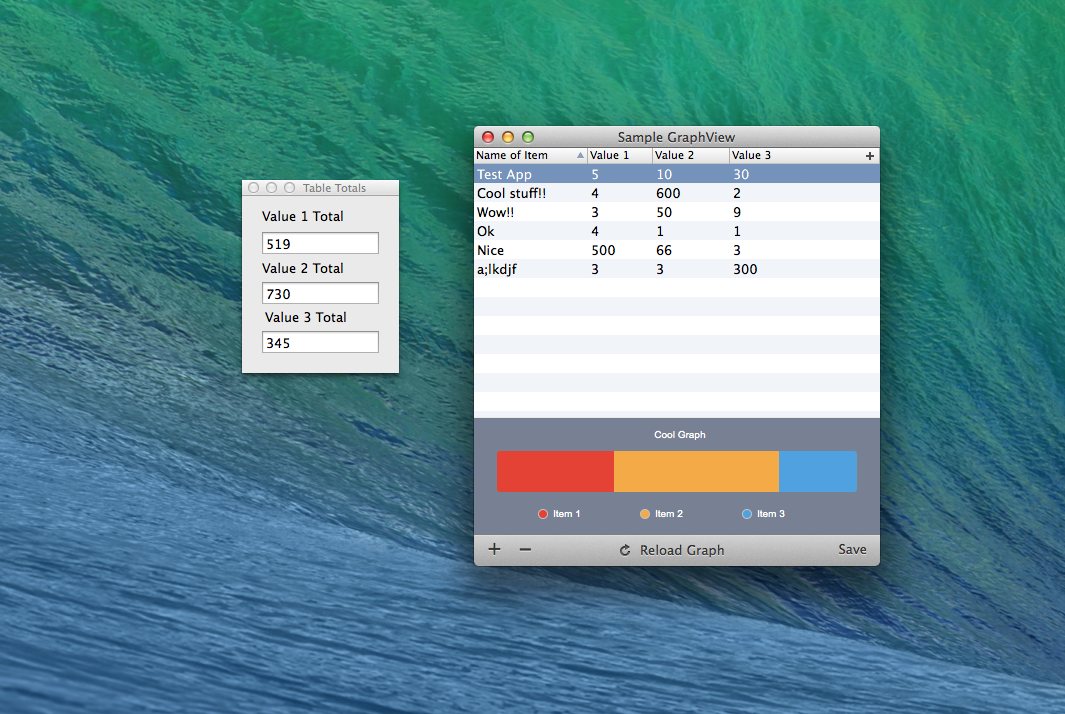 Table Totals
Value 1 Total
519
Value 2 Total
730
Value 3 Total
345
Sample GraphView
Name of Item Value 1 Value 2 Value 3 +
Test App 5 10 30
Cool stuff!! 4 600 2
Wow!! 3 50 9
Ok 4 1 1
Nice 500 66 3
a;lkdjf 3 3 300
Cool Graph
Item 1 Item 2 Item 3
+ − Reload Graph Save